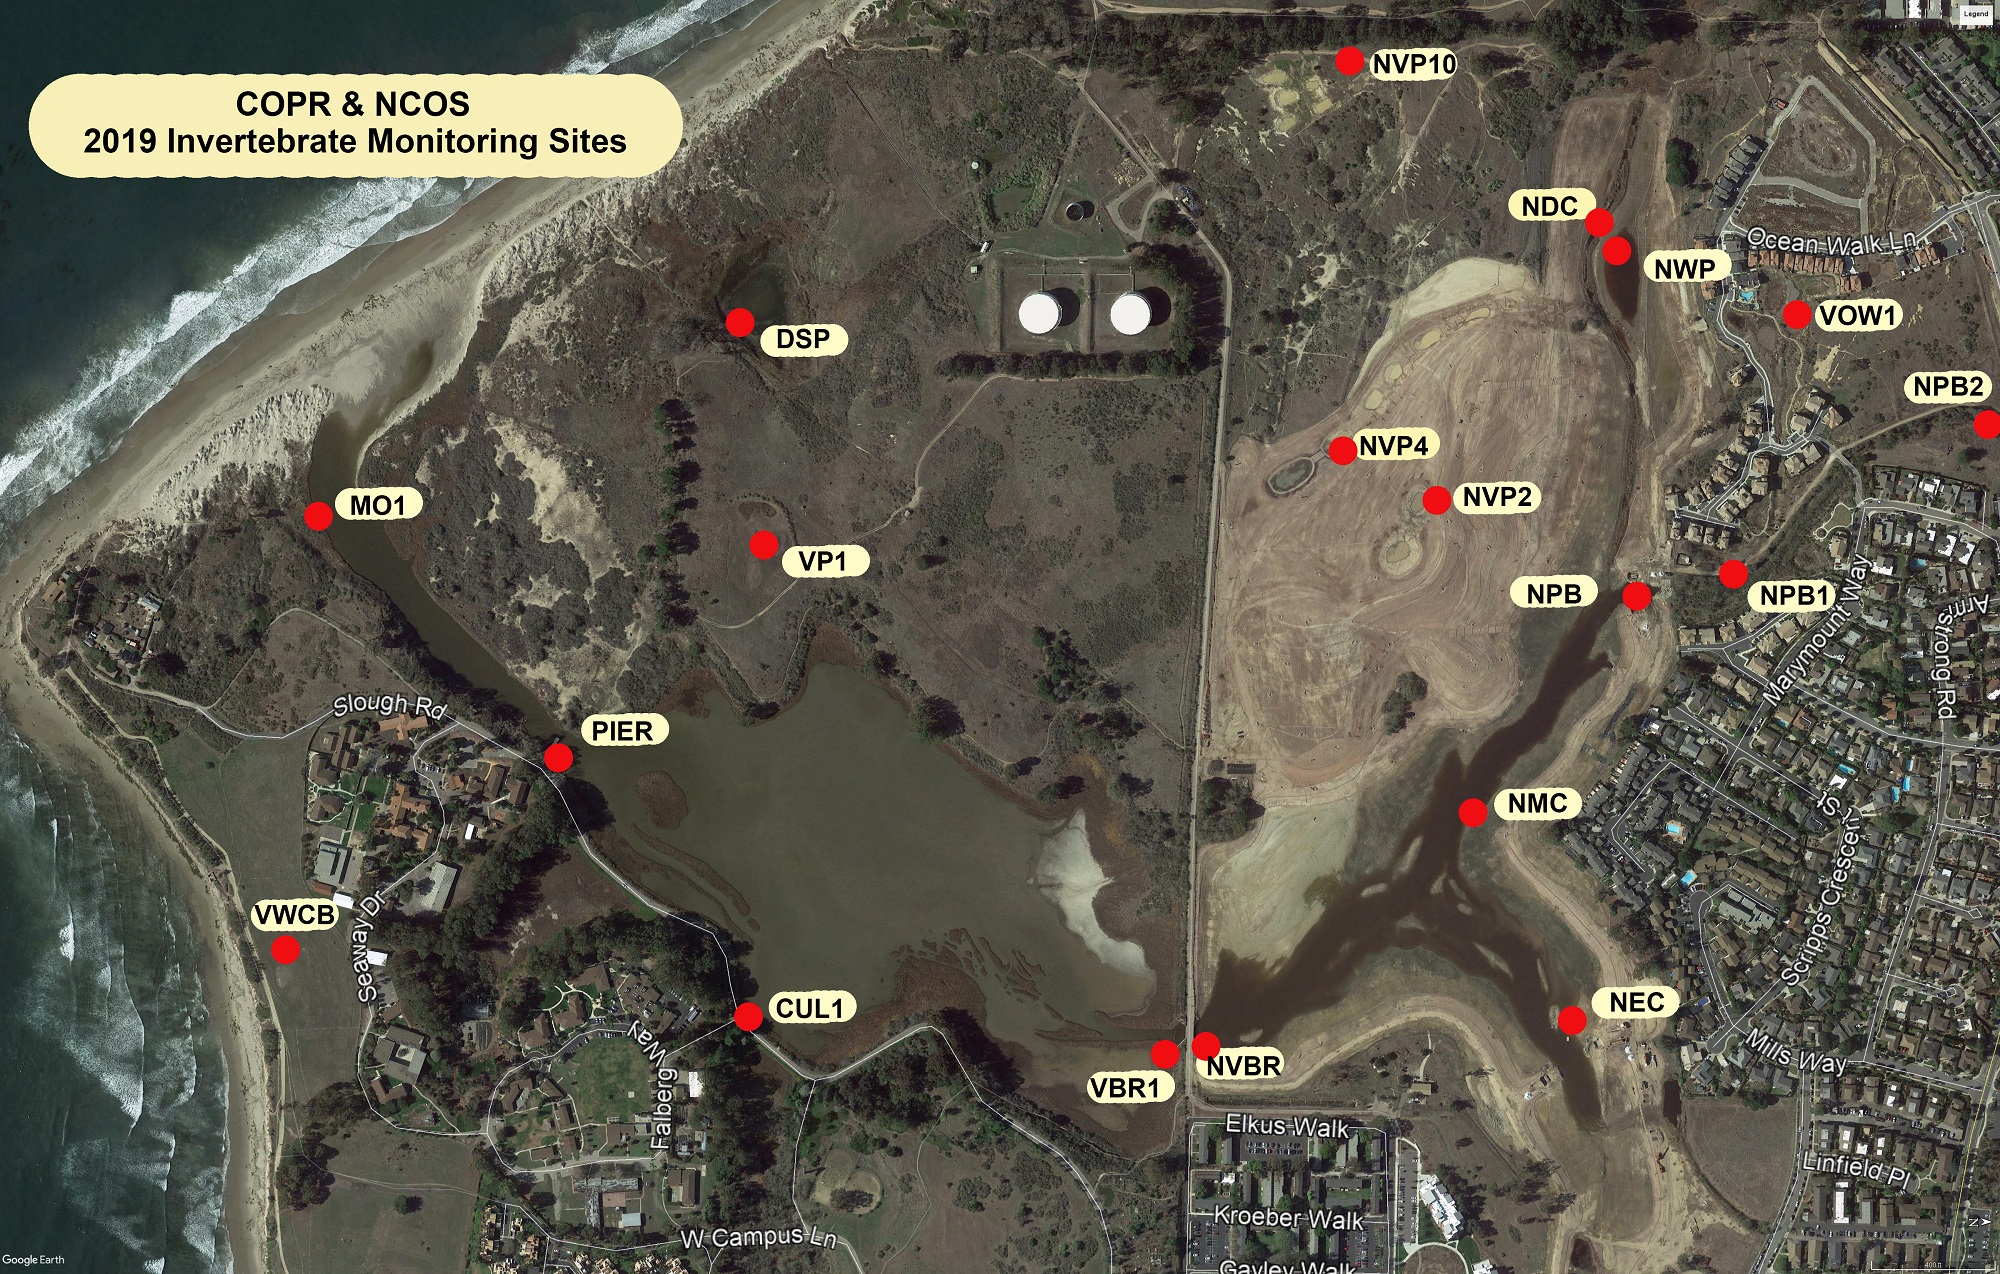 Legend
COPR & NCOS
2019 Invertebrate Monitoring Sites
NVP10
NDC
NWP
Ocean Walk Ln
VOW1
DSP
NPB2
NVP4
NVP2
MO1
VP1
NPB
NPB1
Marymount Way
Armstrong Rd
Slough Rd
PIER
NMC
Scripps Crescent St
VWCB
Seaway Dr
CUL1
NEC
Falberg Way
Mills Way
NVBR
VBR1
Elkus Walk
Linfield Pl
Kroeber Walk
W Campus Ln
N
Google Earth
Gayley Walk
400 ft